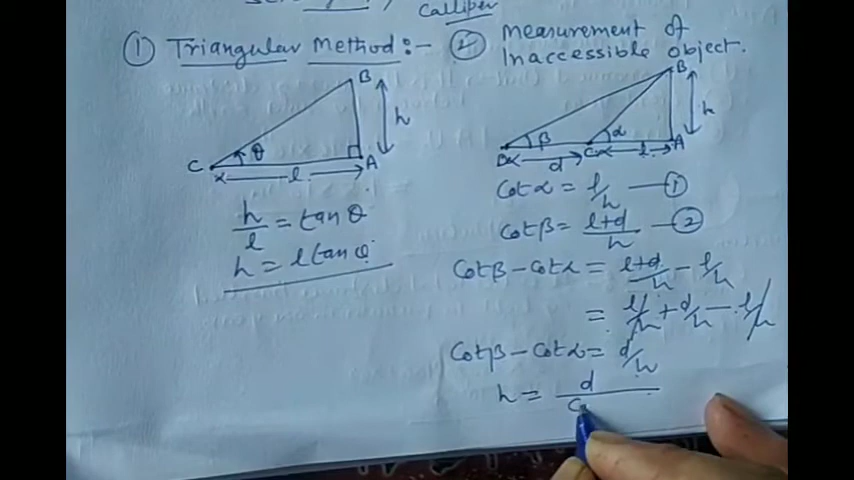 Calliper
① Triangular Method :-
B
h
θ
C
l
A
h/l = tan θ
h = l tan θ
② Measurement of
Inaccessible object.
B
h
β
α
D
d
C
l
A
Cot α = l/h — ①
Cot β = l+d/h — ②
Cot β - Cot α = l+d/h - l/h
= l/h + d/h - l/h
Cot β - Cot α = d/h
h = d/C